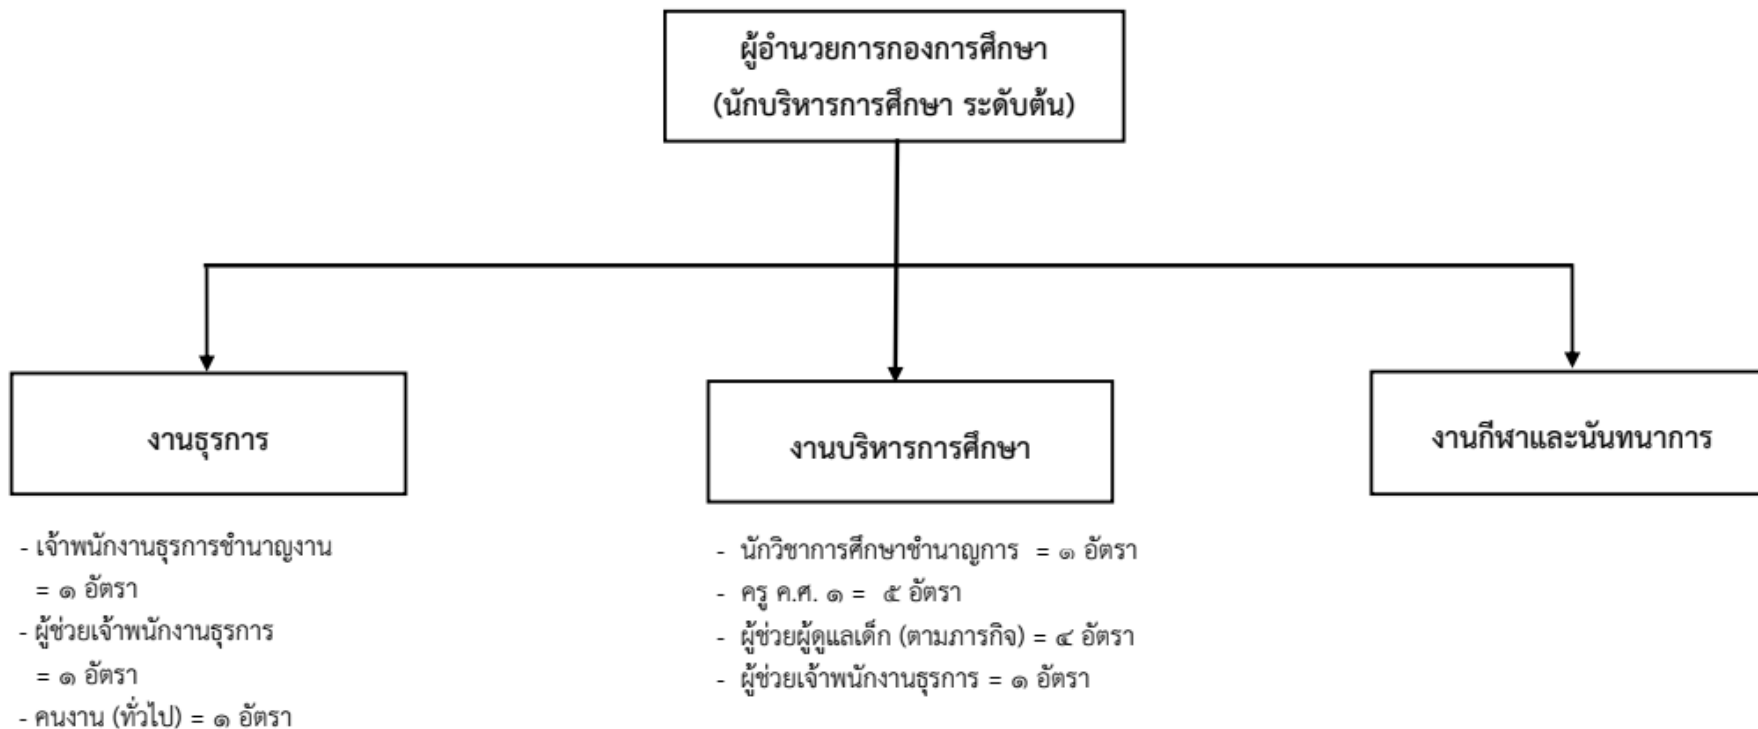 ผู้อำนวยการกองการศึกษา
(นักบริหารการศึกษา ระดับต้น)
งานธุรการ
งานบริหารการศึกษา
งานกีฬาและนันทนาการ
- เจ้าพนักงานธุรการชำนาญงาน
= ๑ อัตรา
- ผู้ช่วยเจ้าพนักงานธุรการ
= ๑ อัตรา
- คนงาน (ทั่วไป) = ๑ อัตรา
- นักวิชาการศึกษาชำนาญการ = ๑ อัตรา
- ครู ค.ศ. ๑ = ๕ อัตรา
- ผู้ช่วยผู้ดูแลเด็ก (ตามภารกิจ) = ๔ อัตรา
- ผู้ช่วยเจ้าพนักงานธุรการ = ๑ อัตรา